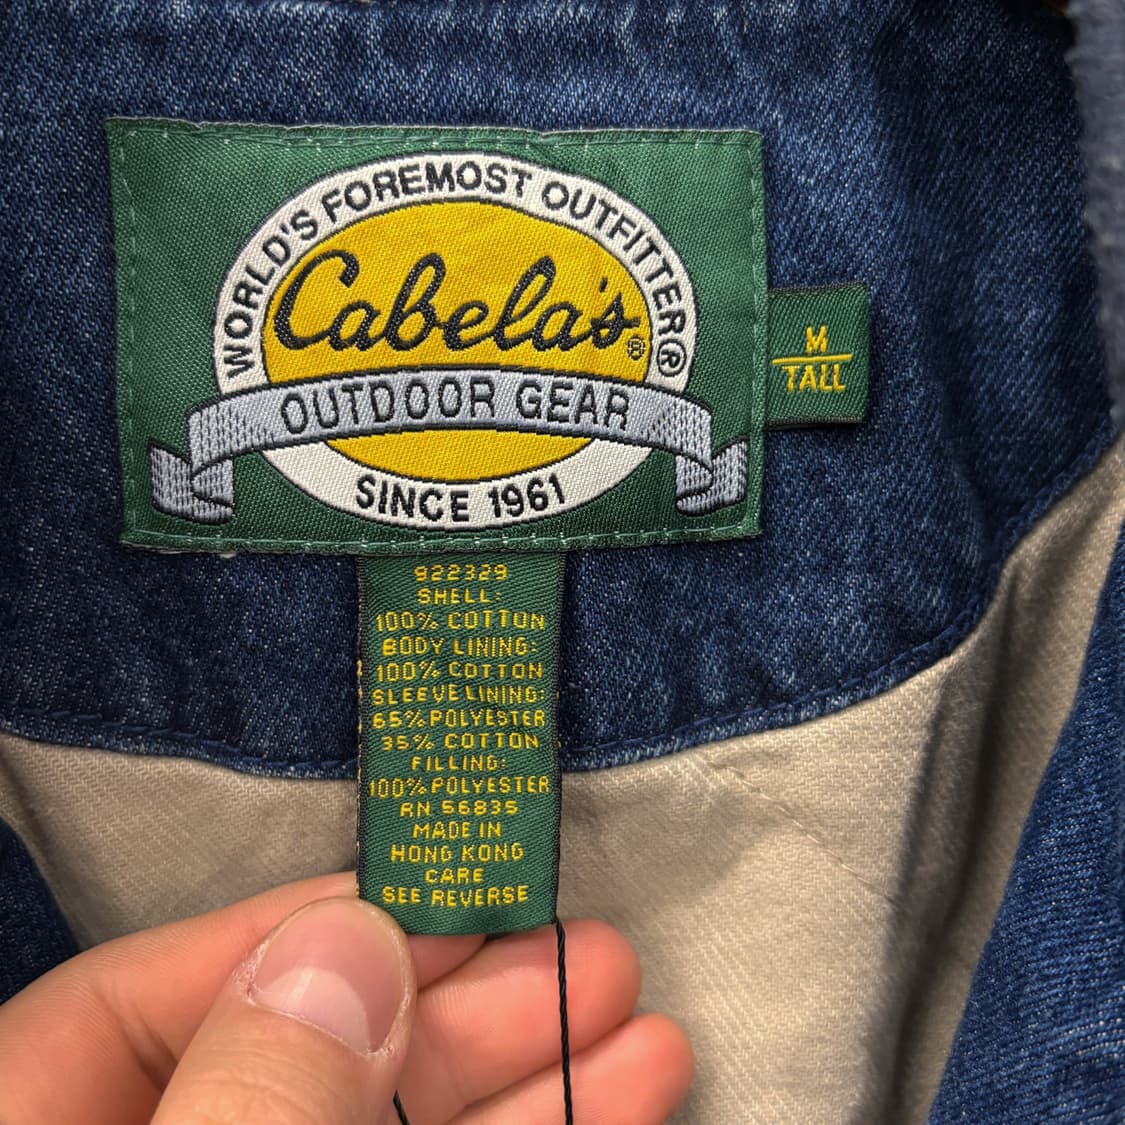 WORLD'S FOREMOST OUTFITTER®
Cabela's®
OUTDOOR GEAR
SINCE 1961
M
TALL
922329
SHELL:
100% COTTUN
BODY LINING:
100% COTTON
SLEEVE LINING:
65% POLYESTER
35% COTTON
FILLING:
100% POLYESTER
RN 56835
MADE IN
HONG KONG
CARE
SEE REVERSE